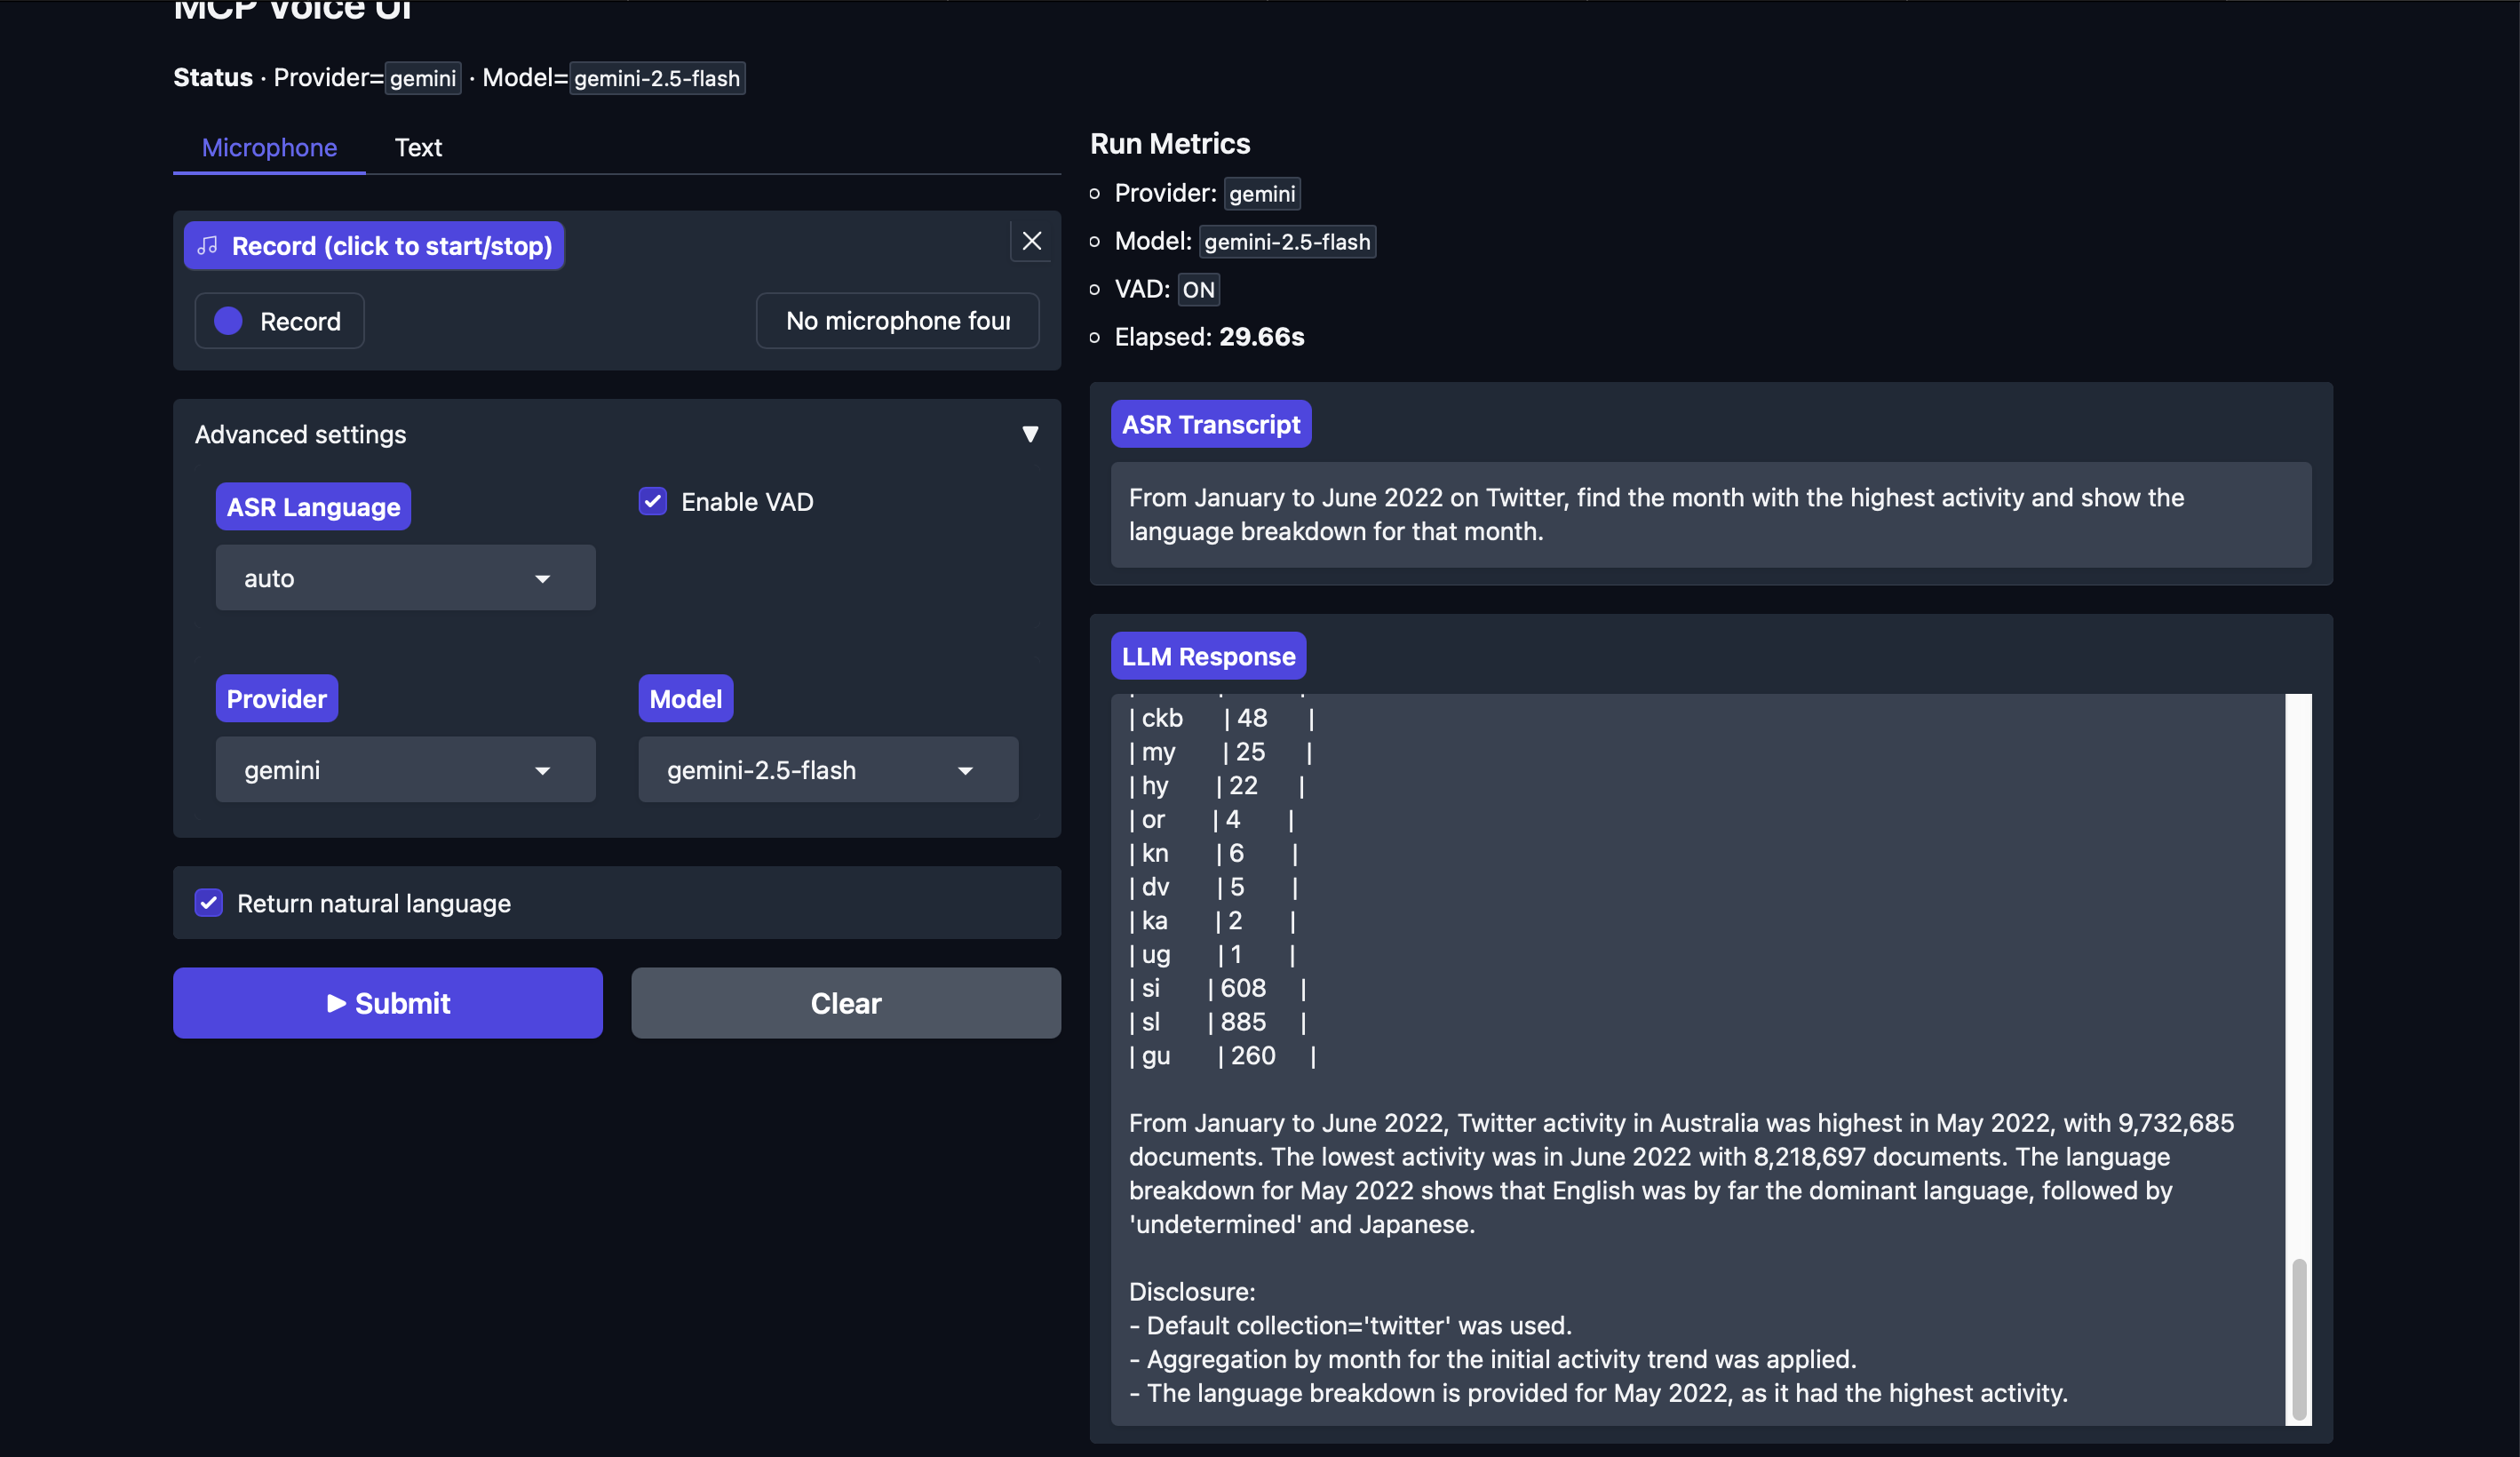 MCP Voice UI
Status · Provider=gemini · Model=gemini-2.5-flash
Microphone
Text
Record (click to start/stop)
Record
No microphone four
Advanced settings
ASR Language
Enable VAD
auto
Provider
Model
gemini
gemini-2.5-flash
Return natural language
Submit
Clear
Run Metrics
Provider: gemini
Model: gemini-2.5-flash
VAD: ON
Elapsed: 29.66s
ASR Transcript
From January to June 2022 on Twitter, find the month with the highest activity and show the
language breakdown for that month.
LLM Response
| ckb | 48 |
| my | 25 |
| hy | 22 |
| or | 4 |
| kn | 6 |
| dv | 5 |
| ka | 2 |
| ug | 1 |
| si | 608 |
| sl | 885 |
| gu | 260 |
From January to June 2022, Twitter activity in Australia was highest in May 2022, with 9,732,685
documents. The lowest activity was in June 2022 with 8,218,697 documents. The language
breakdown for May 2022 shows that English was by far the dominant language, followed by
'undetermined' and Japanese.
Disclosure:
- Default collection='twitter' was used.
- Aggregation by month for the initial activity trend was applied.
- The language breakdown is provided for May 2022, as it had the highest activity.